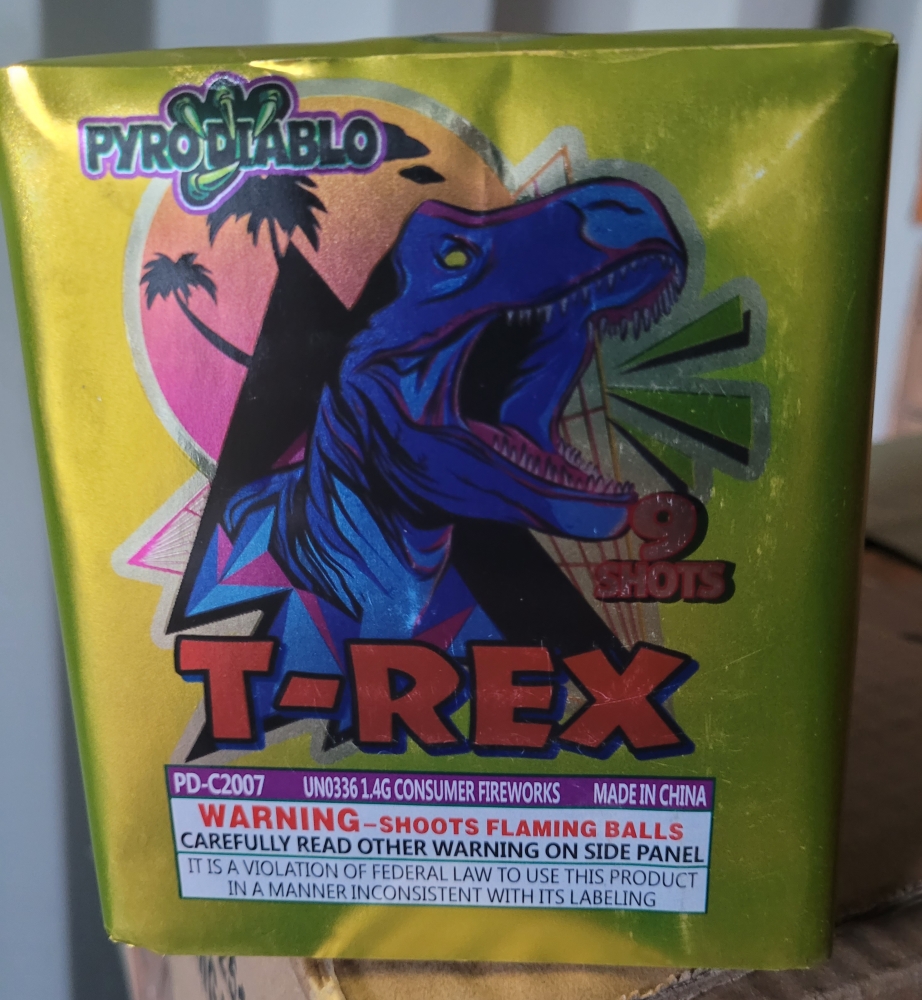 PYRO DIABLO
9
SHOTS
T-REX
PD-C2007 UN0336 1.4G CONSUMER FIREWORKS MADE IN CHINA
WARNING-SHOOTS FLAMING BALLS
CAREFULLY READ OTHER WARNING ON SIDE PANEL
IT IS A VIOLATION OF FEDERAL LAW TO USE THIS PRODUCT
IN A MANNER INCONSISTENT WITH ITS LABELING